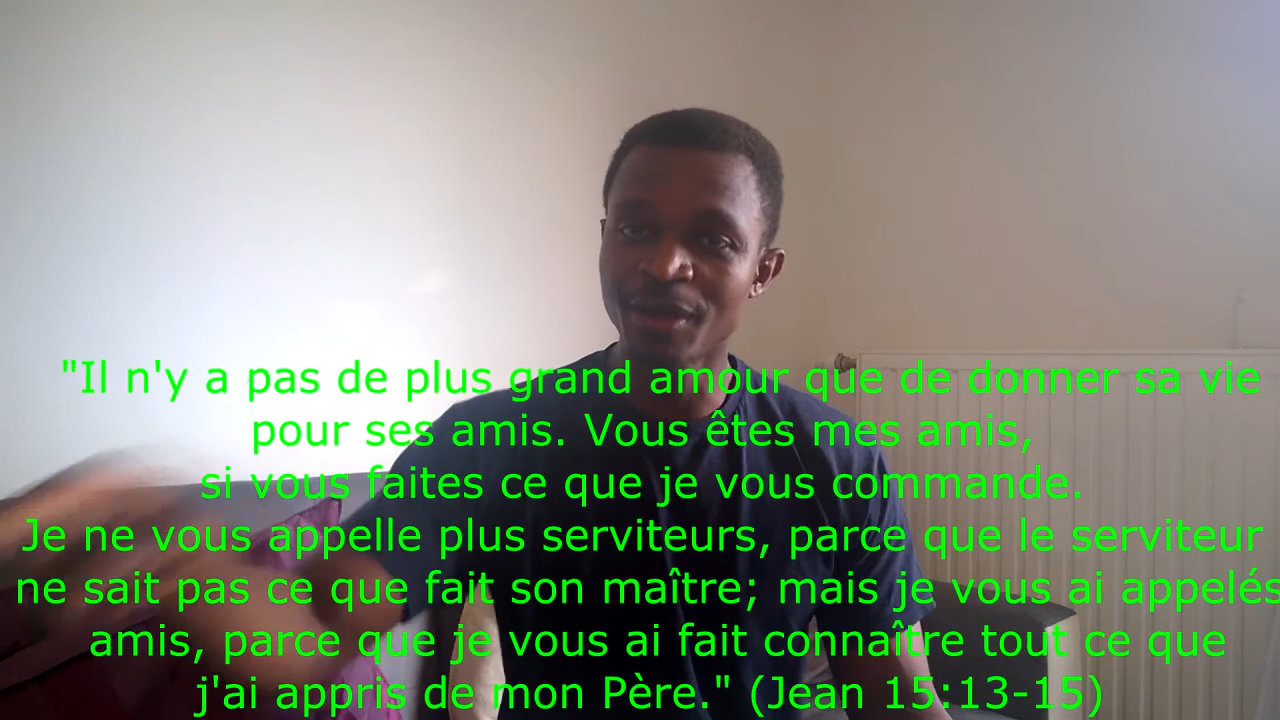 "Il n'y a pas de plus grand amour que de donner sa vie
pour ses amis. Vous êtes mes amis,
si vous faites ce que je vous commande.
Je ne vous appelle plus serviteurs, parce que le serviteur
ne sait pas ce que fait son maître; mais je vous ai appelés
amis, parce que je vous ai fait connaître tout ce que
j'ai appris de mon Père." (Jean 15:13-15)